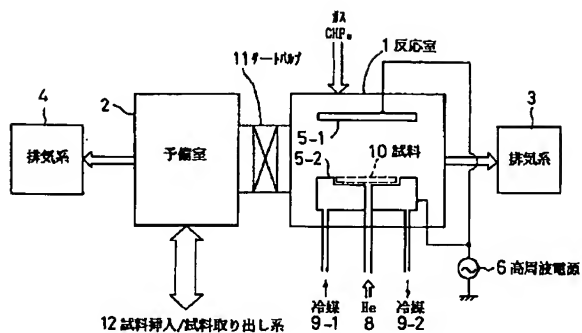 ガス
CHF₃
1 反応室
11 ゲートバルブ
4
2
3
排気系
予備室
5-1
5-2
10 試料
排気系
6 高周波電源
冷媒
9-1
He
8
冷媒
9-2
12 試料挿入/試料取り出し系